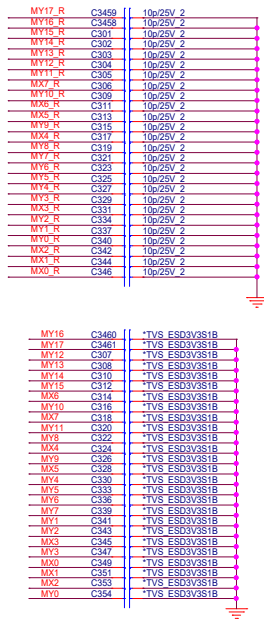 MY17_R C3459 10p/25V_2
MY16_R C3458 10p/25V_2
MY15_R C301 10p/25V_2
MY14_R C302 10p/25V_2
MY13_R C303 10p/25V_2
MY12_R C304 10p/25V_2
MY11_R C305 10p/25V_2
MX7_R C306 10p/25V_2
MY10_R C309 10p/25V_2
MX6_R C311 10p/25V_2
MX5_R C313 10p/25V_2
MY9_R C315 10p/25V_2
MX4_R C317 10p/25V_2
MY8_R C319 10p/25V_2
MY7_R C321 10p/25V_2
MY6_R C323 10p/25V_2
MY5_R C325 10p/25V_2
MY4_R C327 10p/25V_2
MY3_R C329 10p/25V_2
MX3_R C331 10p/25V_2
MY2_R C334 10p/25V_2
MY1_R C337 10p/25V_2
MY0_R C340 10p/25V_2
MX2_R C342 10p/25V_2
MX1_R C344 10p/25V_2
MX0_R C346 10p/25V_2
MY16 C3460 *TVS_ESD3V3S1B
MY17 C3461 *TVS_ESD3V3S1B
MY12 C307 *TVS_ESD3V3S1B
MY13 C308 *TVS_ESD3V3S1B
MY14 C310 *TVS_ESD3V3S1B
MY15 C312 *TVS_ESD3V3S1B
MX6 C314 *TVS_ESD3V3S1B
MY10 C316 *TVS_ESD3V3S1B
MX7 C318 *TVS_ESD3V3S1B
MY11 C320 *TVS_ESD3V3S1B
MY8 C322 *TVS_ESD3V3S1B
MX4 C324 *TVS_ESD3V3S1B
MY9 C326 *TVS_ESD3V3S1B
MX5 C328 *TVS_ESD3V3S1B
MY4 C330 *TVS_ESD3V3S1B
MY5 C333 *TVS_ESD3V3S1B
MY6 C336 *TVS_ESD3V3S1B
MY7 C339 *TVS_ESD3V3S1B
MY1 C341 *TVS_ESD3V3S1B
MY2 C343 *TVS_ESD3V3S1B
MX3 C345 *TVS_ESD3V3S1B
MY3 C347 *TVS_ESD3V3S1B
MX0 C349 *TVS_ESD3V3S1B
MX1 C351 *TVS_ESD3V3S1B
MX2 C353 *TVS_ESD3V3S1B
MY0 C354 *TVS_ESD3V3S1B